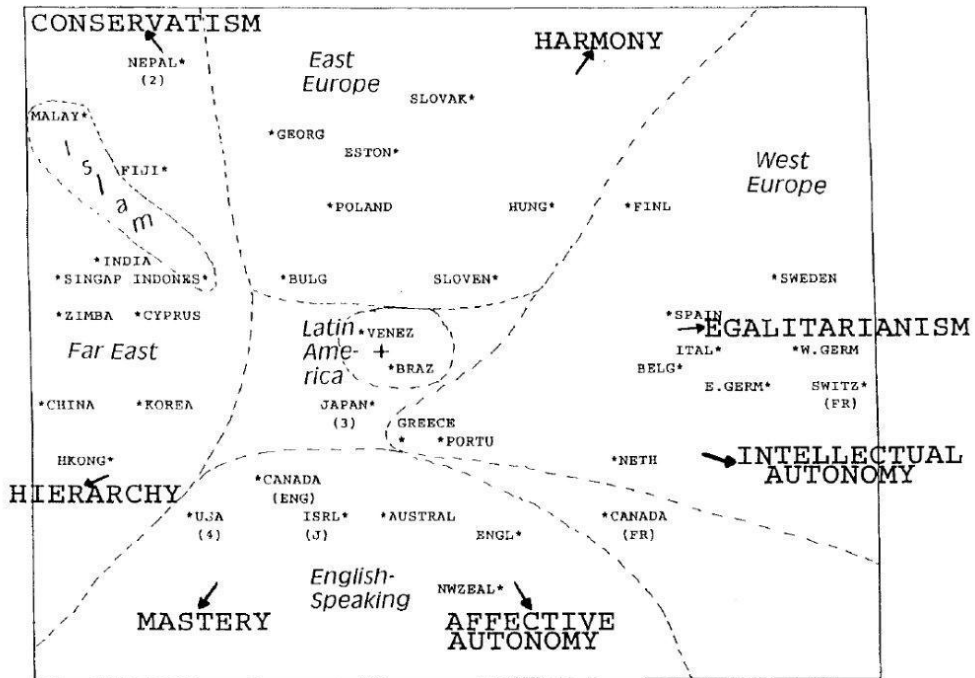 CONSERVATISM
HARMONY
NEPAL*
(2)
East
Europe
SLOVAK*
MALAY*
*GEORG
ESTON*
Islam
FIJI*
West
Europe
*POLAND
HUNG*
*FINL
*INDIA
*SINGAP INDONES*
*BULG
SLOVEN*
*SWEDEN
*ZIMBA *CYPRUS
*SPAIN
EGALITARIANISM
Latin
Ame-
rica
*VENEZ
+
*BRAZ
Far East
ITAL*
*W.GERM
BELG*
E.GERM*
SWITZ*
(FR)
*CHINA
*KOREA
JAPAN*
(3)
GREECE
*
*PORTU
HKONG*
*NETH
INTELLECTUAL
AUTONOMY
HIERARCHY
*CANADA
(ENG)
*USA
(4)
ISRL*
(J)
*AUSTRAL
ENGL*
*CANADA
(FR)
English-
Speaking
NWZEAL*
MASTERY
AFFECTIVE
AUTONOMY